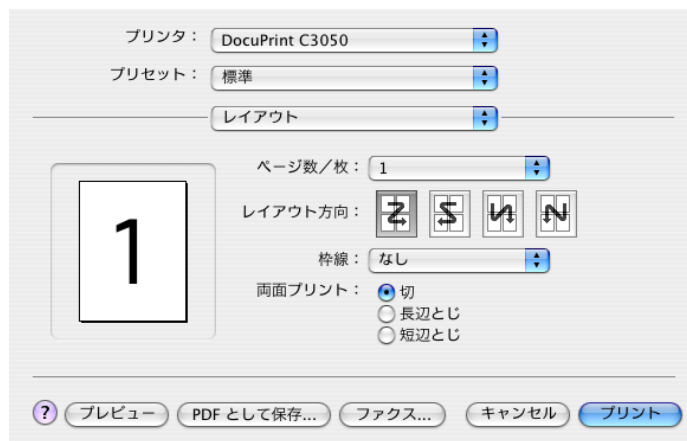 プリンタ： DocuPrint C3050
プリセット： 標準
レイアウト
ページ数／枚： 1
レイアウト方向：
1
枠線： なし
両面プリント： 切
長辺とじ
短辺とじ
? プレビュー PDF として保存... ファクス... キャンセル プリント